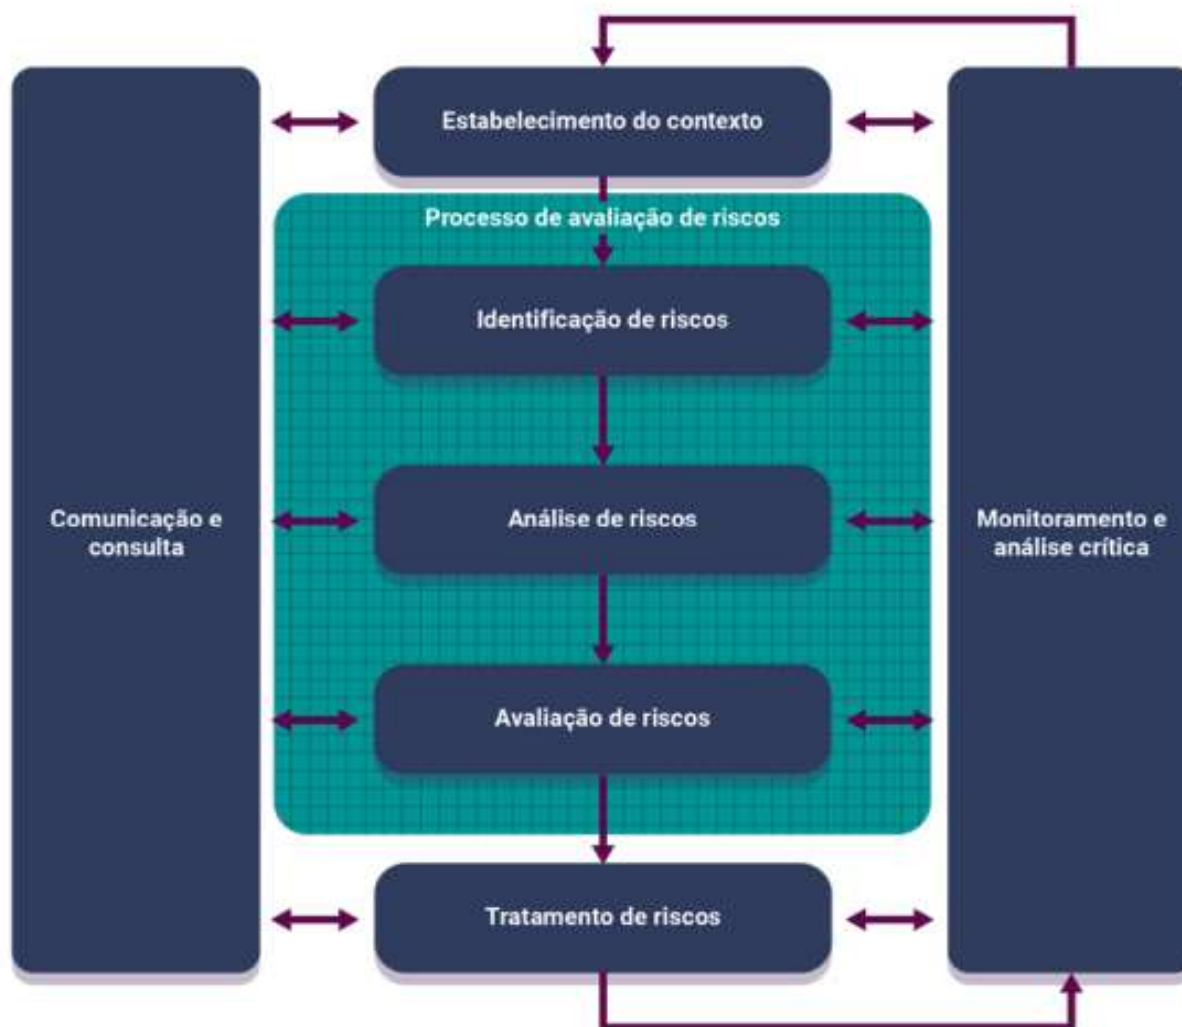 Estabelecimento do contexto
Processo de avaliação de riscos
Identificação de riscos
Comunicação e
consulta
Análise de riscos
Monitoramento e
análise crítica
Avaliação de riscos
Tratamento de riscos